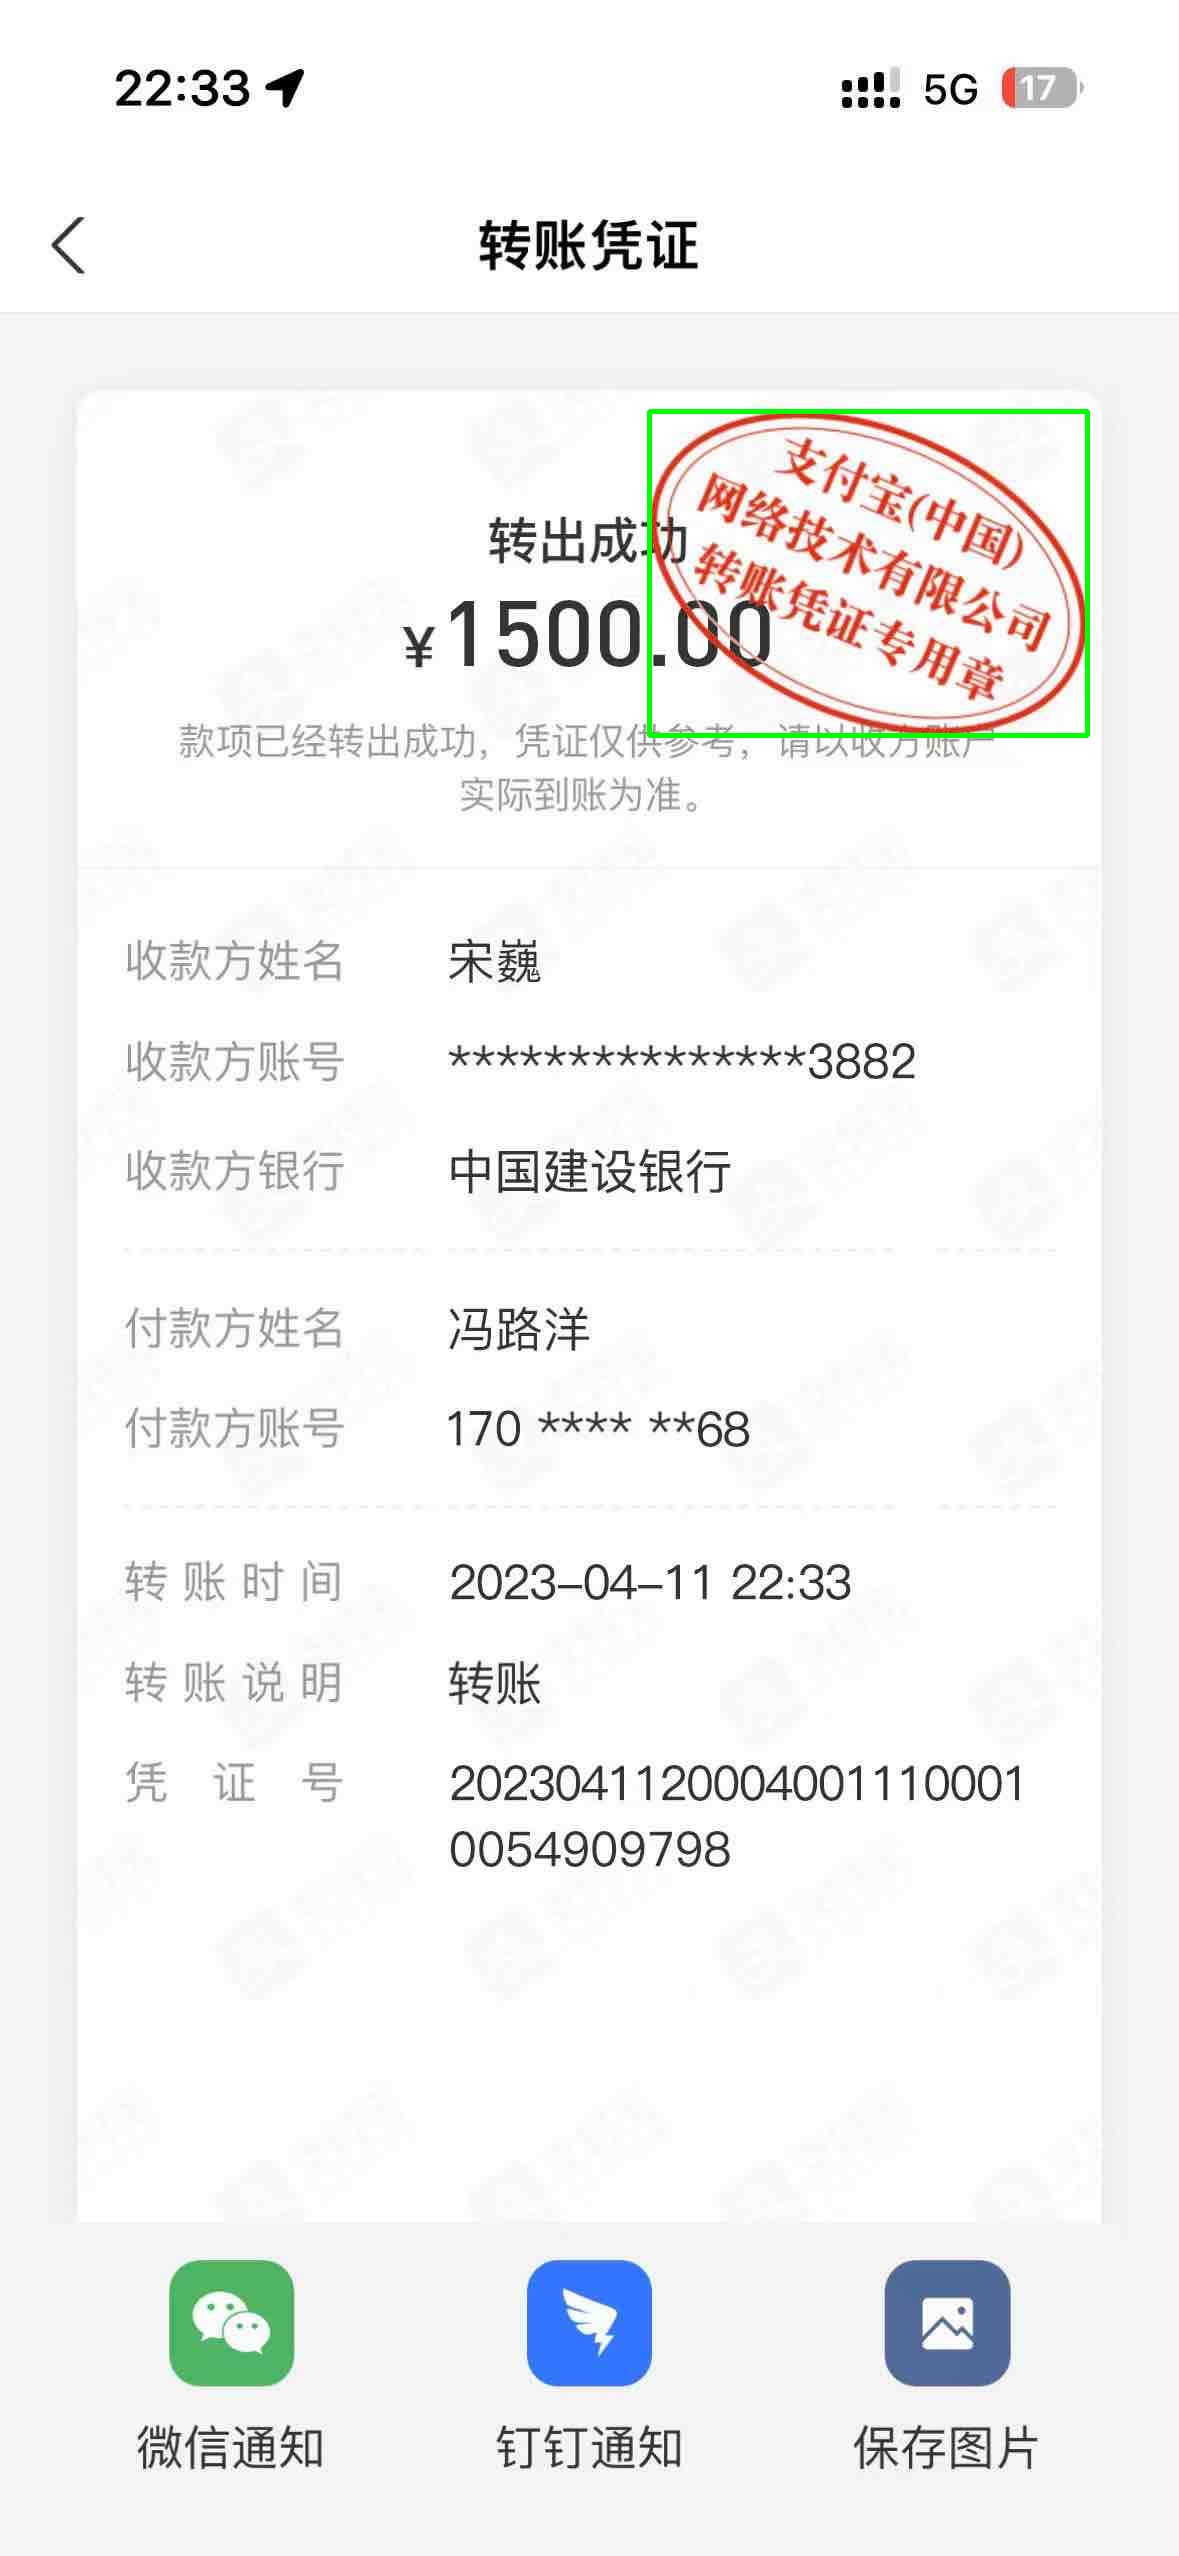 22:33
5G
17
转账凭证
支付宝(中国)
网络技术有限公司
转账凭证专用章
转出成功
¥1500.00
款项已经转出成功，凭证仅供参考，请以收方账户
实际到账为准。
收款方姓名 宋巍
收款方账号 ***************3882
收款方银行 中国建设银行
付款方姓名 冯路洋
付款方账号 170 **** **68
转账时间 2023-04-11 22:33
转账说明 转账
凭证号 2023041120004001110001
0054909798
微信通知 钉钉通知 保存图片